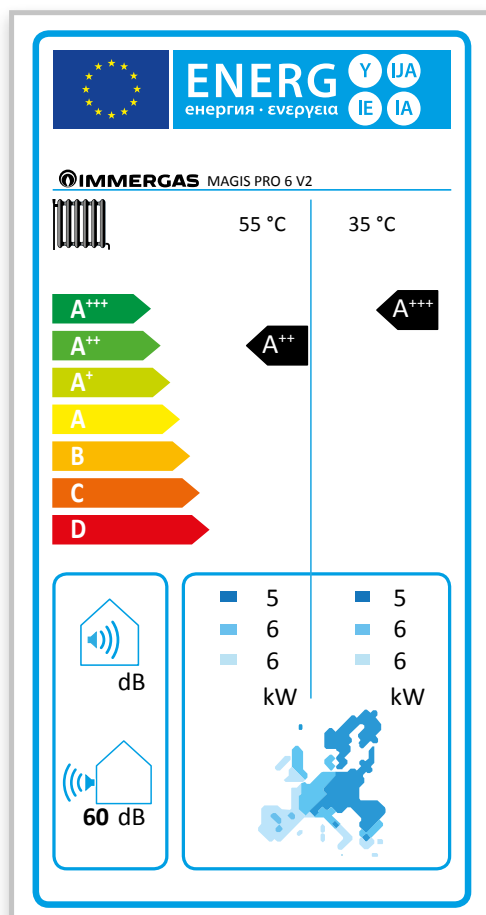 ENERG Y IJA
енергия · ενεργεια IE IA
IMMERGAS MAGIS PRO 6 V2
55 °C 35 °C
A+++ A+++
A++ A++
A+
A
B
C
D
5 5
6 6
6 6
kW kW
dB
60 dB